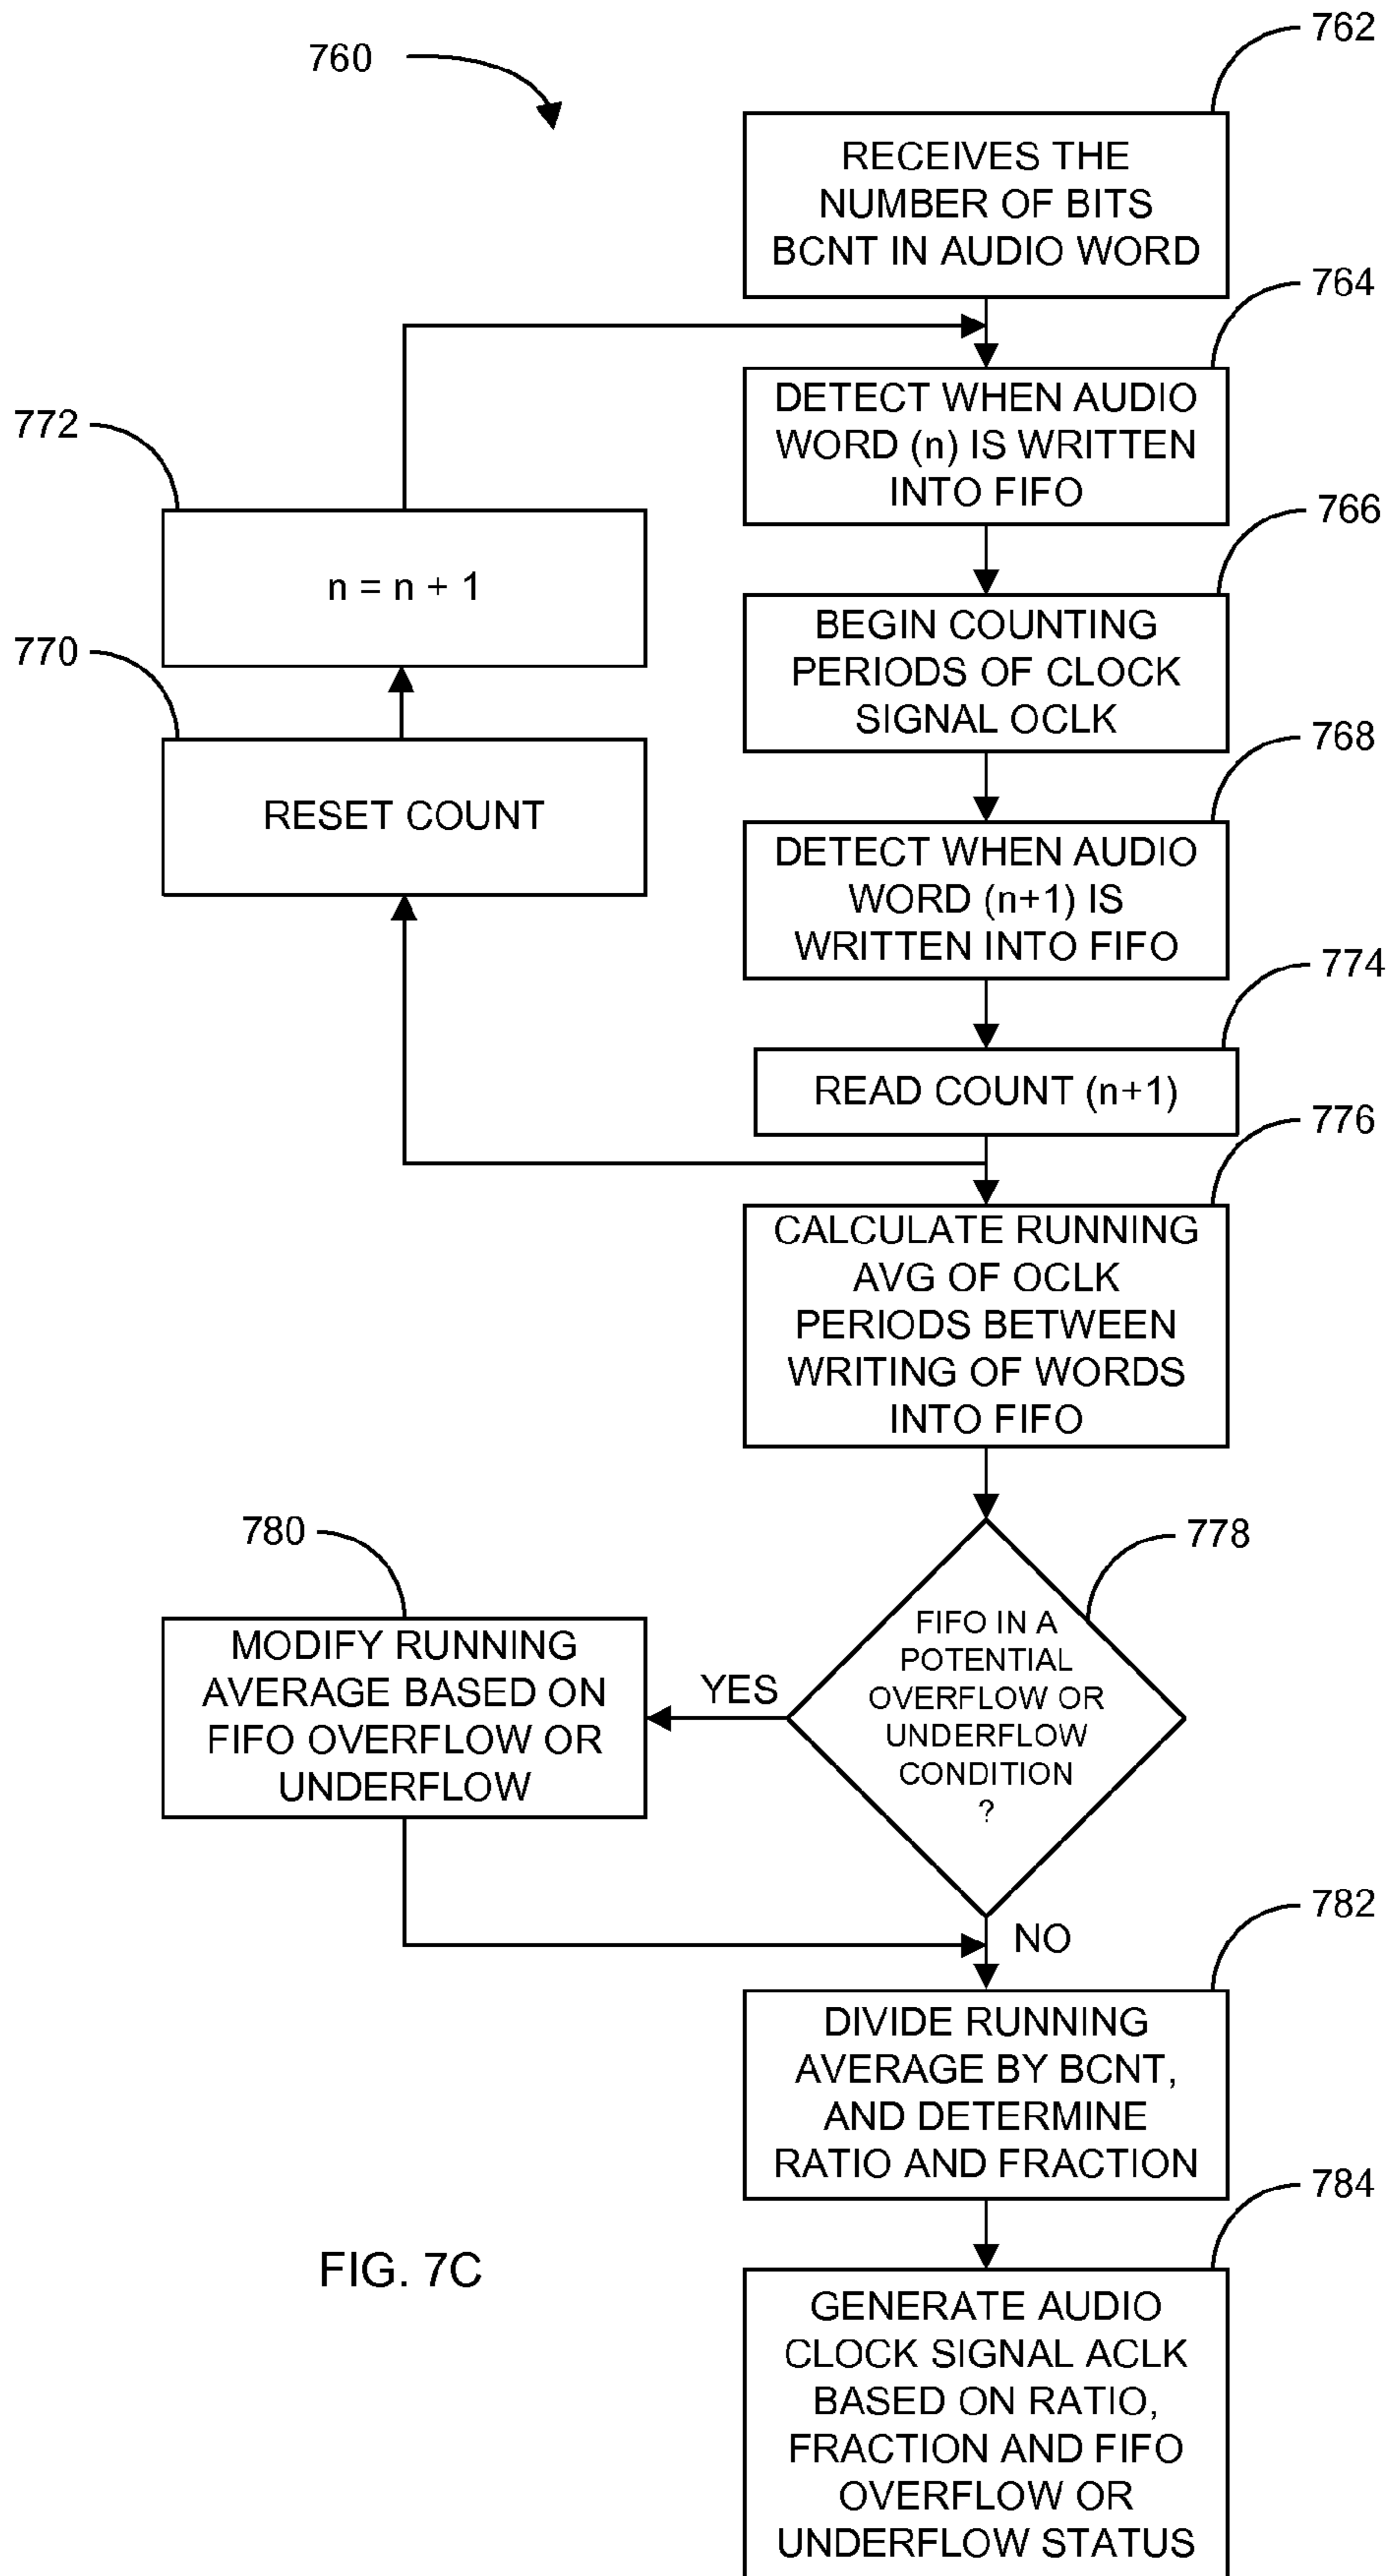 760
762
RECEIVES THE
NUMBER OF BITS
BCNT IN AUDIO WORD
764
DETECT WHEN AUDIO
WORD (n) IS WRITTEN
INTO FIFO
772
n = n + 1
766
BEGIN COUNTING
PERIODS OF CLOCK
SIGNAL OCLK
770
RESET COUNT
768
DETECT WHEN AUDIO
WORD (n+1) IS
WRITTEN INTO FIFO
774
READ COUNT (n+1)
776
CALCULATE RUNNING
AVG OF OCLK
PERIODS BETWEEN
WRITING OF WORDS
INTO FIFO
778
FIFO IN A
POTENTIAL
OVERFLOW OR
UNDERFLOW
CONDITION
?
YES
780
MODIFY RUNNING
AVERAGE BASED ON
FIFO OVERFLOW OR
UNDERFLOW
NO
782
DIVIDE RUNNING
AVERAGE BY BCNT,
AND DETERMINE
RATIO AND FRACTION
784
GENERATE AUDIO
CLOCK SIGNAL ACLK
BASED ON RATIO,
FRACTION AND FIFO
OVERFLOW OR
UNDERFLOW STATUS
FIG. 7C